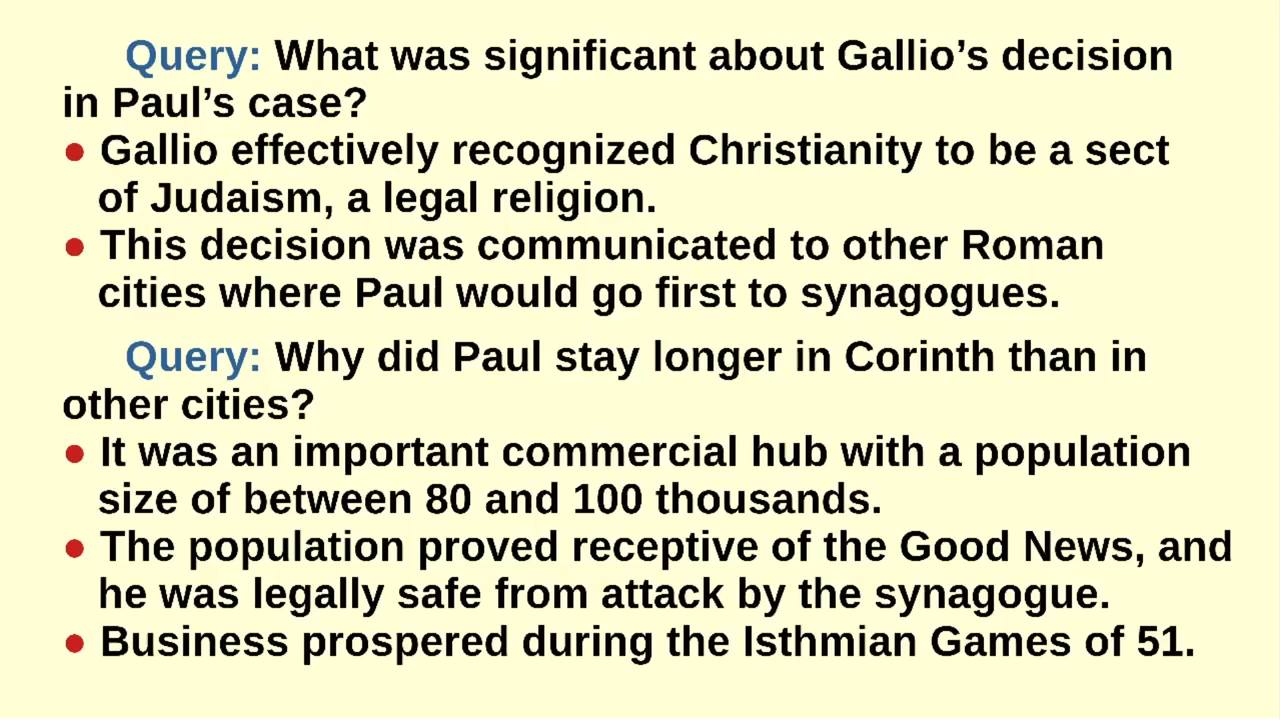 Query: What was significant about Gallio’s decision
in Paul’s case?
● Gallio effectively recognized Christianity to be a sect
of Judaism, a legal religion.
● This decision was communicated to other Roman
cities where Paul would go first to synagogues.
Query: Why did Paul stay longer in Corinth than in
other cities?
● It was an important commercial hub with a population
size of between 80 and 100 thousands.
● The population proved receptive of the Good News, and
he was legally safe from attack by the synagogue.
● Business prospered during the Isthmian Games of 51.